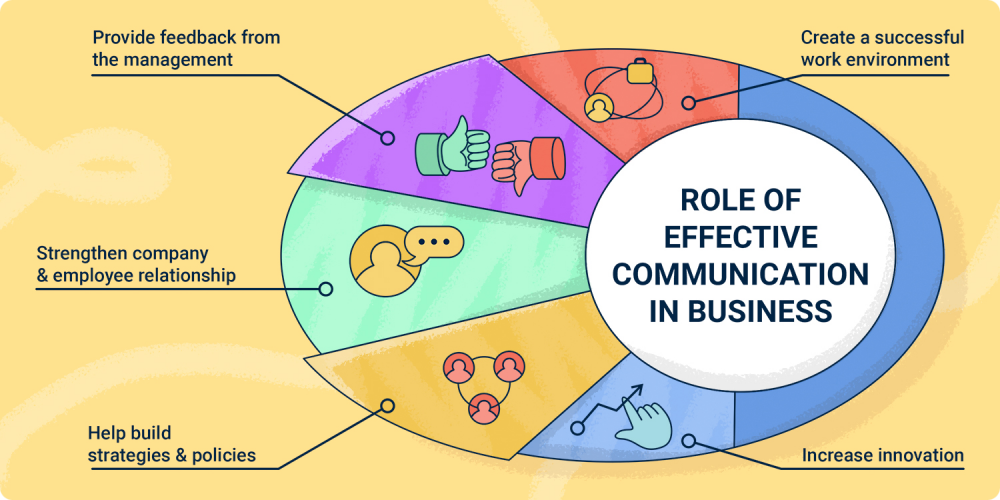 Provide feedback from
the management
Create a successful
work environment
ROLE OF
EFFECTIVE
COMMUNICATION
IN BUSINESS
Strengthen company
& employee relationship
Help build
strategies & policies
Increase innovation